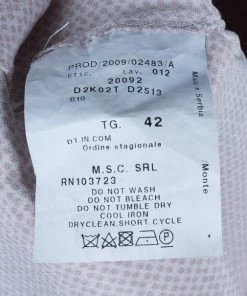 PROD/2009/02483/A
Etic. Lav. 012
20092
D2K02T D2513
010
TG. 42
DT.IN COM
Ordine stagionale
M.S.C. SRL
RN103723
DO NOT WASH
DO NOT BLEACH
DO NOT TUMBLE DRY
COOL IRON
DRYCLEAN,SHORT CYCLE
P
Made in Serbia
Monte